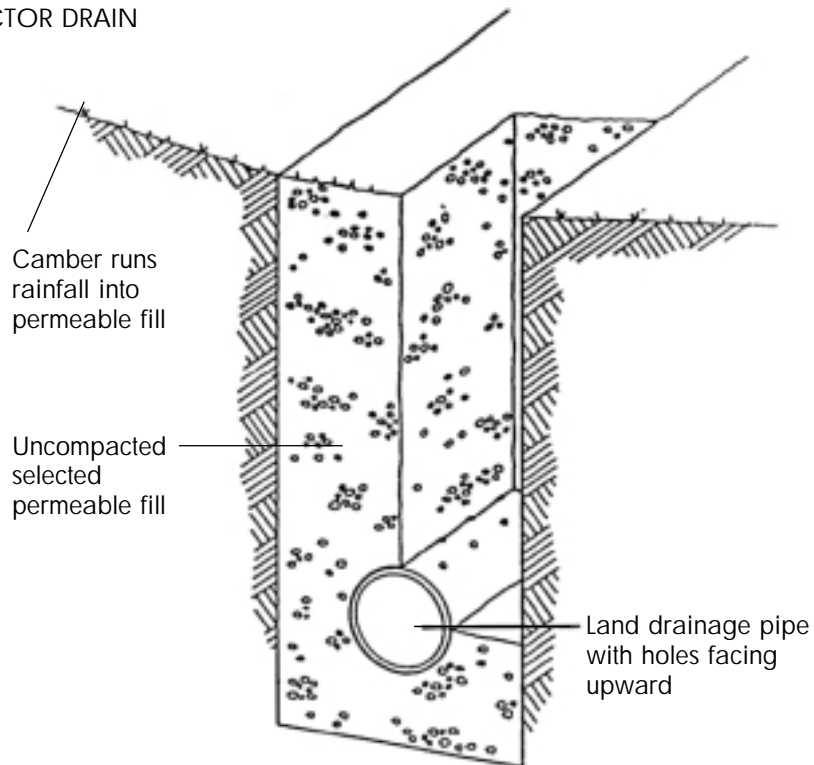 CTOR DRAIN
Camber runs
rainfall into
permeable fill
Uncompacted
selected
permeable fill
Land drainage pipe
with holes facing
upward